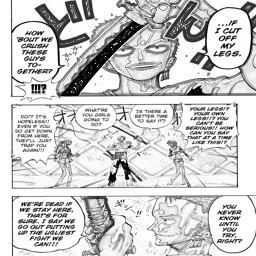 ...IF
I CUT
OFF
MY
LEGS.
HOW
'BOUT WE
CRUSH
THESE
GUYS
TO-
GETHER?
!!!?
YOUR LEGS!?
YOUR OWN
LEGS!!? YOU
CAN'T BE
SERIOUS!! HOW
CAN YOU SAY
THAT AT A TIME
LIKE THIS!?
IS THERE A
BETTER TIME
TO SAY IT?
WHAT'RE
YOU GIRLS
GOING TO
DO?
DO!? IT'S
HOPELESS!!
EVEN IF YOU
GET DOWN FROM
HERE, THEY'LL
JUST TRAP
YOU AGAIN!!!
YOU
NEVER
KNOW
UNTIL
YOU TRY,
RIGHT?
WE'RE DEAD IF
WE STAY HERE,
THAT'S FOR
SURE. I SAY WE
GO OUT PUTTING
UP THE UGLIEST
FIGHT WE
CAN!!!